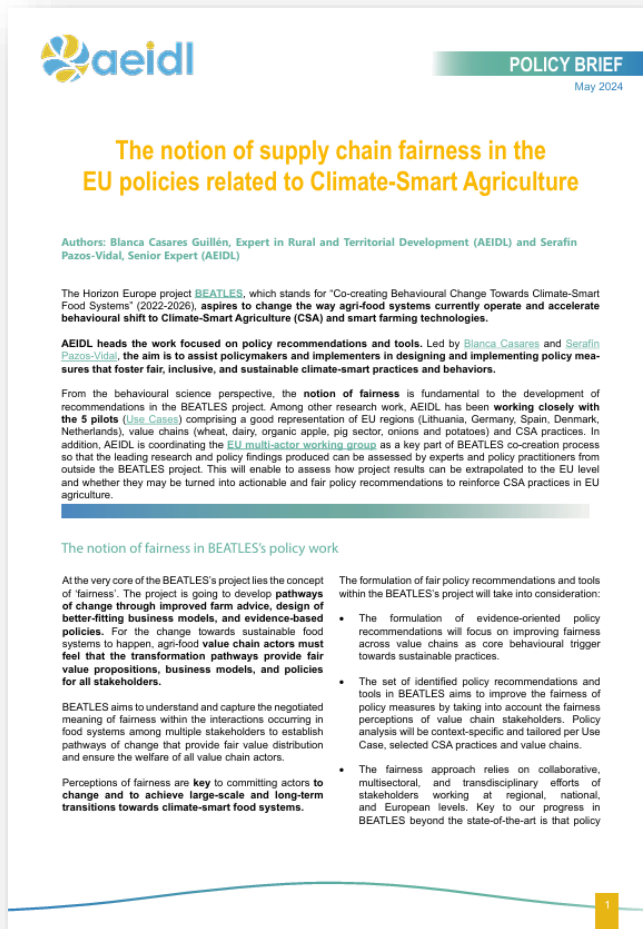 aeidl
POLICY BRIEF
May 2024
The notion of supply chain fairness in the
EU policies related to Climate-Smart Agriculture
Authors: Blanca Casares Guillén, Expert in Rural and Territorial Development (AEIDL) and Serafin
Pazos-Vidal, Senior Expert (AEIDL)
The Horizon Europe project BEATLES, which stands for “Co-creating Behavioural Change Towards Climate-Smart
Food Systems” (2022-2026), aspires to change the way agri-food systems currently operate and accelerate
behavioural shift to Climate-Smart Agriculture (CSA) and smart farming technologies.
AEIDL heads the work focused on policy recommendations and tools. Led by Blanca Casares and Serafín
Pazos-Vidal, the aim is to assist policymakers and implementers in designing and implementing policy mea-
sures that foster fair, inclusive, and sustainable climate-smart practices and behaviors.
From the behavioural science perspective, the notion of fairness is fundamental to the development of
recommendations in the BEATLES project. Among other research work, AEIDL has been working closely with
the 5 pilots (Use Cases) comprising a good representation of EU regions (Lithuania, Germany, Spain, Denmark,
Netherlands), value chains (wheat, dairy, organic apple, pig sector, onions and potatoes) and CSA practices. In
addition, AEIDL is coordinating the EU multi-actor working group as a key part of BEATLES co-creation process
so that the leading research and policy findings produced can be assessed by experts and policy practitioners from
outside the BEATLES project. This will enable to assess how project results can be extrapolated to the EU level
and whether they may be turned into actionable and fair policy recommendations to reinforce CSA practices in EU
agriculture.
The notion of fairness in BEATLES’s policy work
At the very core of the BEATLES’s project lies the concept
of ‘fairness’. The project is going to develop pathways
of change through improved farm advice, design of
better-fitting business models, and evidence-based
policies. For the change towards sustainable food
systems to happen, agri-food value chain actors must
feel that the transformation pathways provide fair
value propositions, business models, and policies
for all stakeholders.
BEATLES aims to understand and capture the negotiated
meaning of fairness within the interactions occurring in
food systems among multiple stakeholders to establish
pathways of change that provide fair value distribution
and ensure the welfare of all value chain actors.
Perceptions of fairness are key to committing actors to
change and to achieve large-scale and long-term
transitions towards climate-smart food systems.
The formulation of fair policy recommendations and tools
within the BEATLES’s project will take into consideration:
• The formulation of evidence-oriented policy
recommendations will focus on improving fairness
across value chains as core behavioural trigger
towards sustainable practices.
• The set of identified policy recommendations and
tools in BEATLES aims to improve the fairness of
policy measures by taking into account the fairness
perceptions of value chain stakeholders. Policy
analysis will be context-specific and tailored per Use
Case, selected CSA practices and value chains.
• The fairness approach relies on collaborative,
multisectoral, and transdisciplinary efforts of
stakeholders working at regional, national,
and European levels. Key to our progress in
BEATLES beyond the state-of-the-art is that policy
1